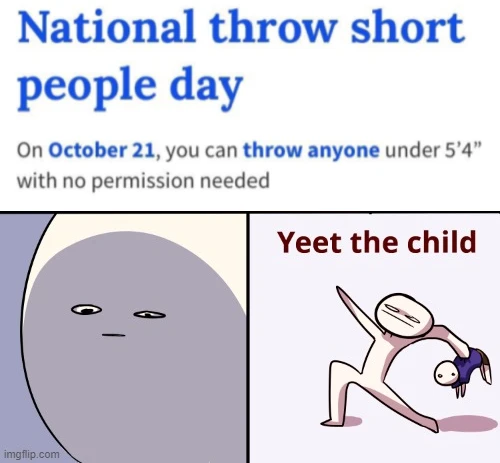 National throw short
people day
On October 21, you can throw anyone under 5’4”
with no permission needed
Yeet the child
imgflip.com